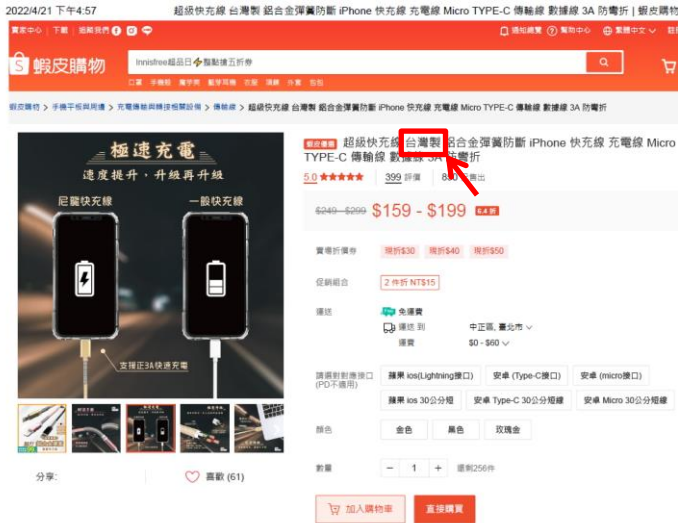 2022/4/21 下午4:57
超級快充線 台灣製 鋁合金彈簧防斷 iPhone 快充線 充電線 Micro TYPE-C 傳輸線 數據線 3A 防彎折 | 蝦皮購物
賣家中心 | 下載 | 追蹤我們
通知總覽 幫助中心 繁體中文
蝦皮購物
Innisfree超品日⚡整點搶五折券
口罩 手機殼 藍芽耳機 衣服 項鍊 外套 包包
蝦皮購物 > 手機平板與周邊 > 充電傳輸與轉接相關設備 > 傳輸線 > 超級快充線 台灣製 鋁合金彈簧防斷 iPhone 快充線 充電線 Micro TYPE-C 傳輸線 數據線 3A 防彎折
極速充電
速度提升,升級再升級
尼龍快充線 一般快充線
支援正3A快速充電
分享:
喜歡 (61)
蝦皮優選 超級快充線 台灣製 鋁合金彈簧防斷 iPhone 快充線 充電線 Micro
TYPE-C 傳輸線 數據線 3A 防彎折
5.0 ★★★★★ 399 評價 售出
$249 - $299 $159 - $199 6.4 折
賣場折價券 現折$30 現折$40 現折$50
促銷組合 2 件折 NT$15
運送 免運費
運送 到 中正區, 臺北市
運費 $0 - $60
請選對對應接口
(PD不適用)
蘋果 ios(Lightning接口) 安卓 (Type-C接口) 安卓 (micro接口)
蘋果 ios 30公分短 安卓 Type-C 30公分短線 安卓 Micro 30公分短線
顏色 金色 黑色 玫瑰金
數量 − 1 + 還剩256件
加入購物車 直接購買